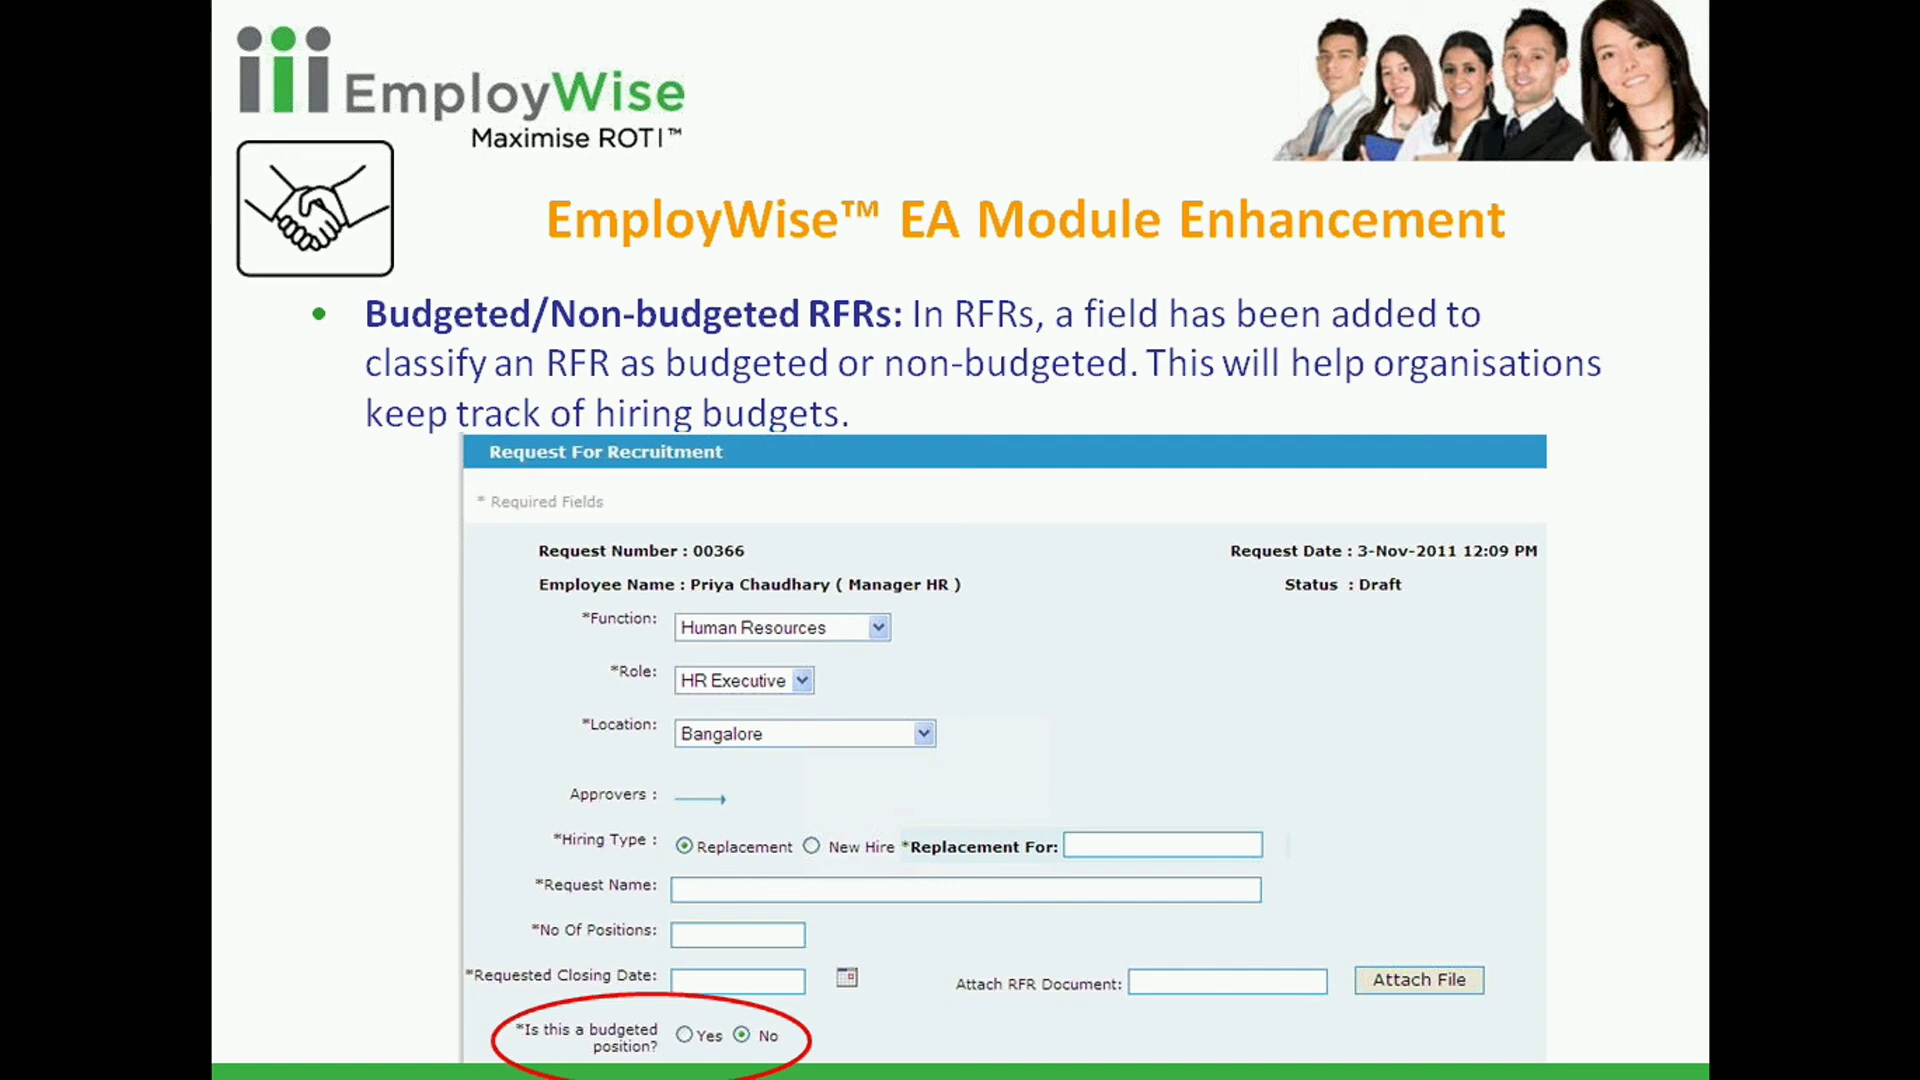 EmployWise
Maximise ROTI™
EmployWise™ EA Module Enhancement
• Budgeted/Non-budgeted RFRs: In RFRs, a field has been added to
classify an RFR as budgeted or non-budgeted. This will help organisations
keep track of hiring budgets.
Request For Recruitment
* Required Fields
Request Number : 00366 Request Date : 3-Nov-2011 12:09 PM
Employee Name : Priya Chaudhary ( Manager HR ) Status : Draft
*Function: Human Resources
*Role: HR Executive
*Location: Bangalore
Approvers :
*Hiring Type : Replacement New Hire *Replacement For:
*Request Name:
*No Of Positions:
*Requested Closing Date: Attach RFR Document: Attach File
*Is this a budgeted
position? Yes No